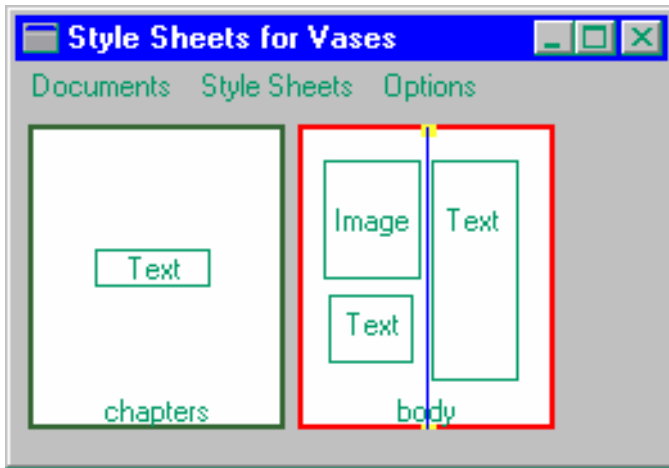 Style Sheets for Vases
Documents Style Sheets Options
Text
chapters
Image
Text
Text
body